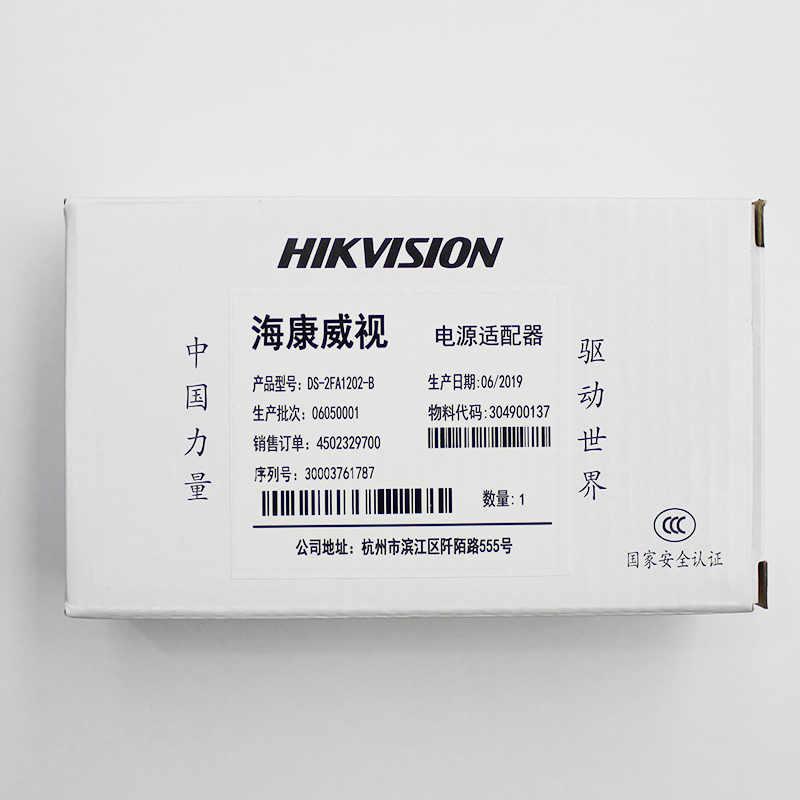 HIKVISION
海康威视 电源适配器
产品型号: DS-2FA1202-B 生产日期:06/2019
生产批次: 06050001 物料代码:304900137
销售订单: 4502329700
序列号: 30003761787
数量:1
公司地址: 杭州市滨江区阡陌路555号
中国力量
驱动世界
CCC
国家安全认证